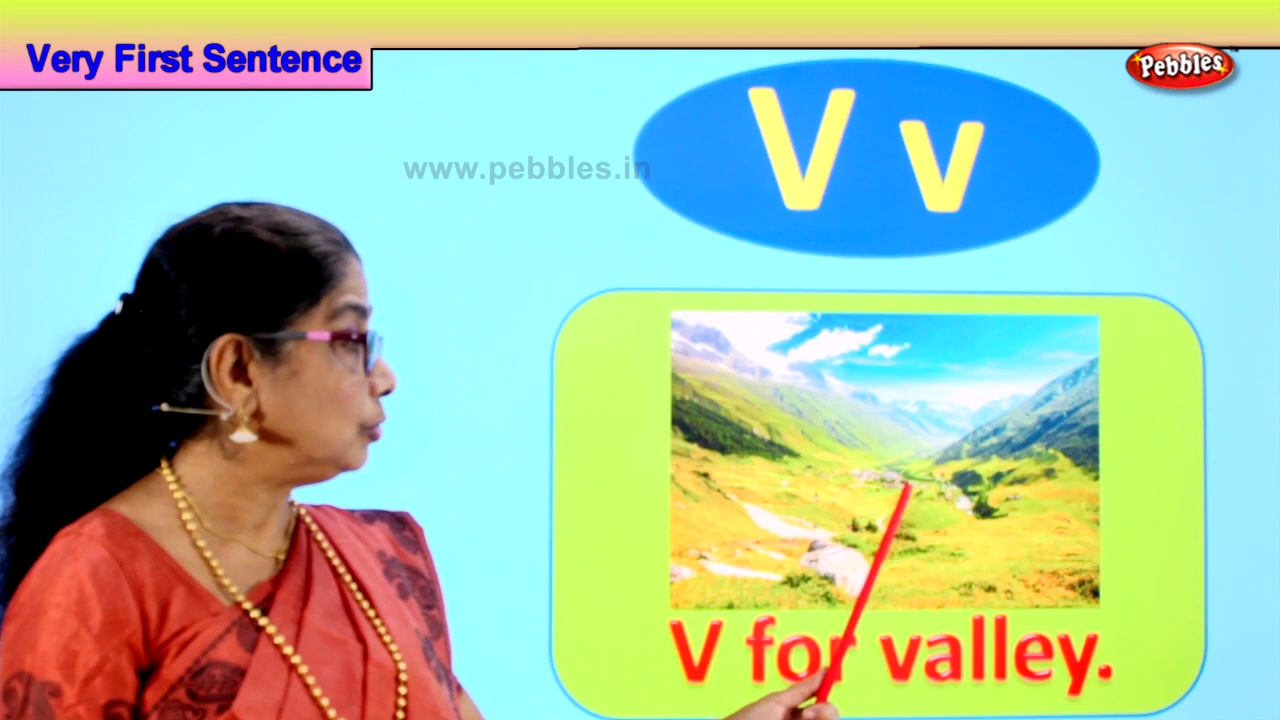 Very First Sentence
Pebbles
V v
www.pebbles.in
V for valley.